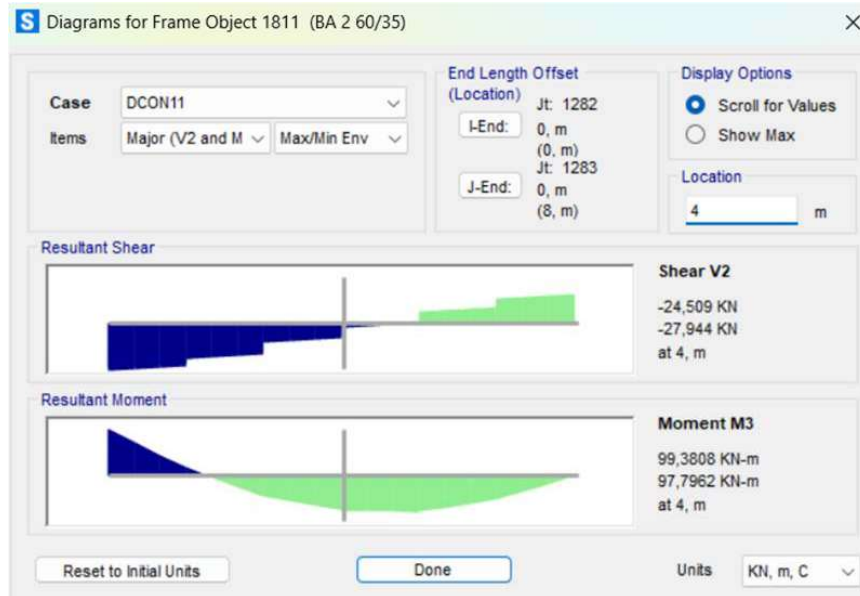 S Diagrams for Frame Object 1811 (BA 2 60/35)
Case DCON11
Items Major (V2 and M Max/Min Env
End Length Offset
(Location)
Jt: 1282
I-End: 0, m
(0, m)
Jt: 1283
J-End: 0, m
(8, m)
Display Options
Scroll for Values
Show Max
Location
4 m
Resultant Shear
Shear V2
-24,509 KN
-27,944 KN
at 4, m
Resultant Moment
Moment M3
99,3808 KN-m
97,7962 KN-m
at 4, m
Reset to Initial Units Done Units KN, m, C